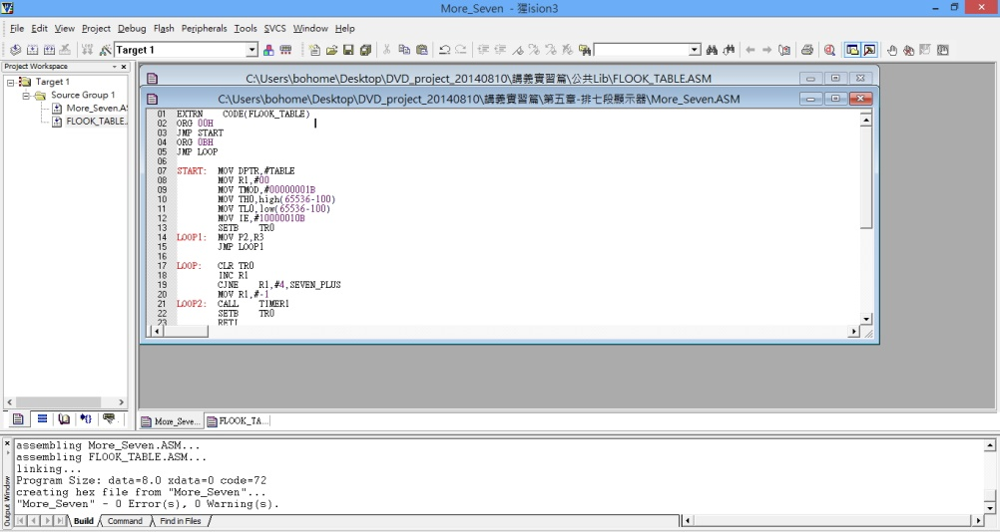 More_Seven - 獾ision3
File Edit View Project Debug Flash Peripherals Tools SVCS Window Help
Target 1
Project Workspace
Target 1
Source Group 1
More_Seven.AS
FLOOK_TABLE.
C:\Users\bohome\Desktop\DVD_project_20140810\講義實習篇\公共Lib\FLOOK_TABLE.ASM
C:\Users\bohome\Desktop\DVD_project_20140810\講義實習篇\第五章-排七段顯示器\More_Seven.ASM
01 EXTRN CODE(FLOOK_TABLE)
02 ORG 00H
03 JMP START
04 ORG 0BH
05 JMP LOOP
06
07 START: MOV DPTR,#TABLE
08 MOV R1,#00
09 MOV TMOD,#00000001B
10 MOV TH0,high(65536-100)
11 MOV TL0,low(65536-100)
12 MOV IE,#10000010B
13 SETB TR0
14 LOOP1: MOV P2,R3
15 JMP LOOP1
16
17 LOOP: CLR TR0
18 INC R1
19 CJNE R1,#4,SEVEN_PLUS
20 MOV R1,#-1
21 LOOP2: CALL TIMER1
22 SETB TR0
23 RETI
More_Seve...
FLOOK_TA...
assembling More_Seven.ASM...
assembling FLOOK_TABLE.ASM...
linking...
Program Size: data=8.0 xdata=0 code=72
creating hex file from "More_Seven"...
"More_Seven" - 0 Error(s), 0 Warning(s).
Output Window
Build Command Find in Files